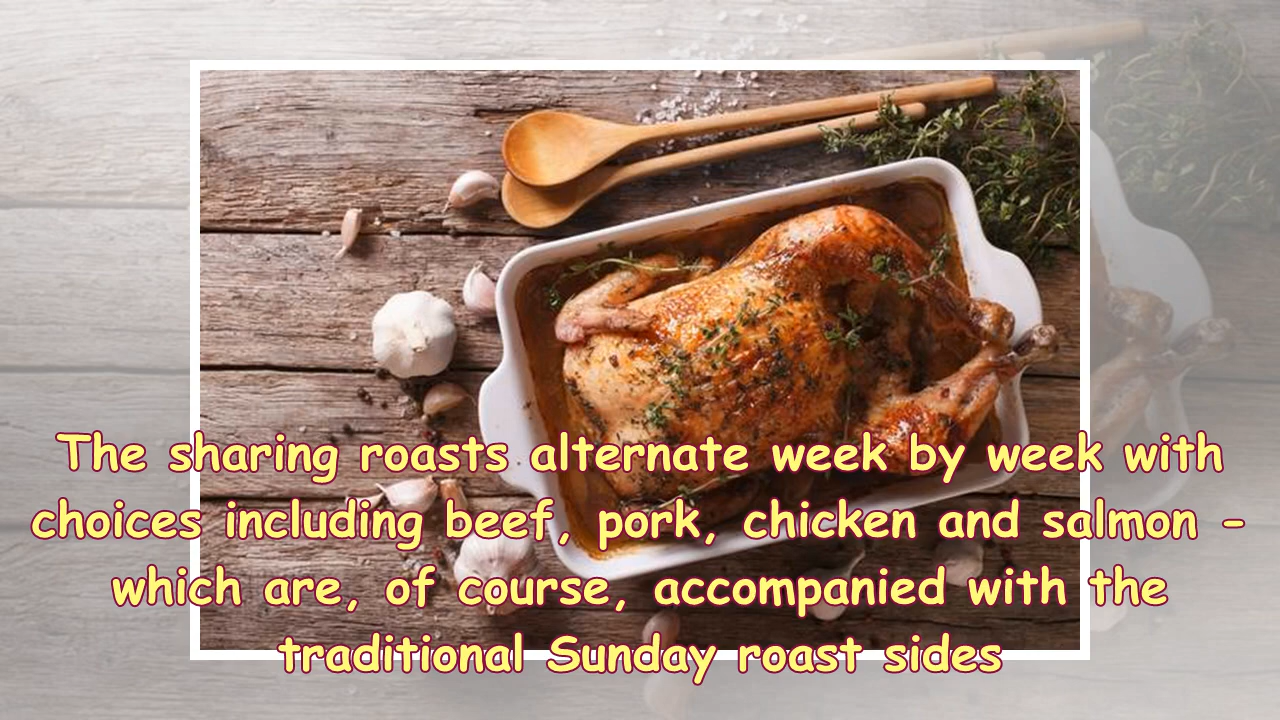 The sharing roasts alternate week by week with
choices including beef, pork, chicken and salmon –
which are, of course, accompanied with the
traditional Sunday roast sides